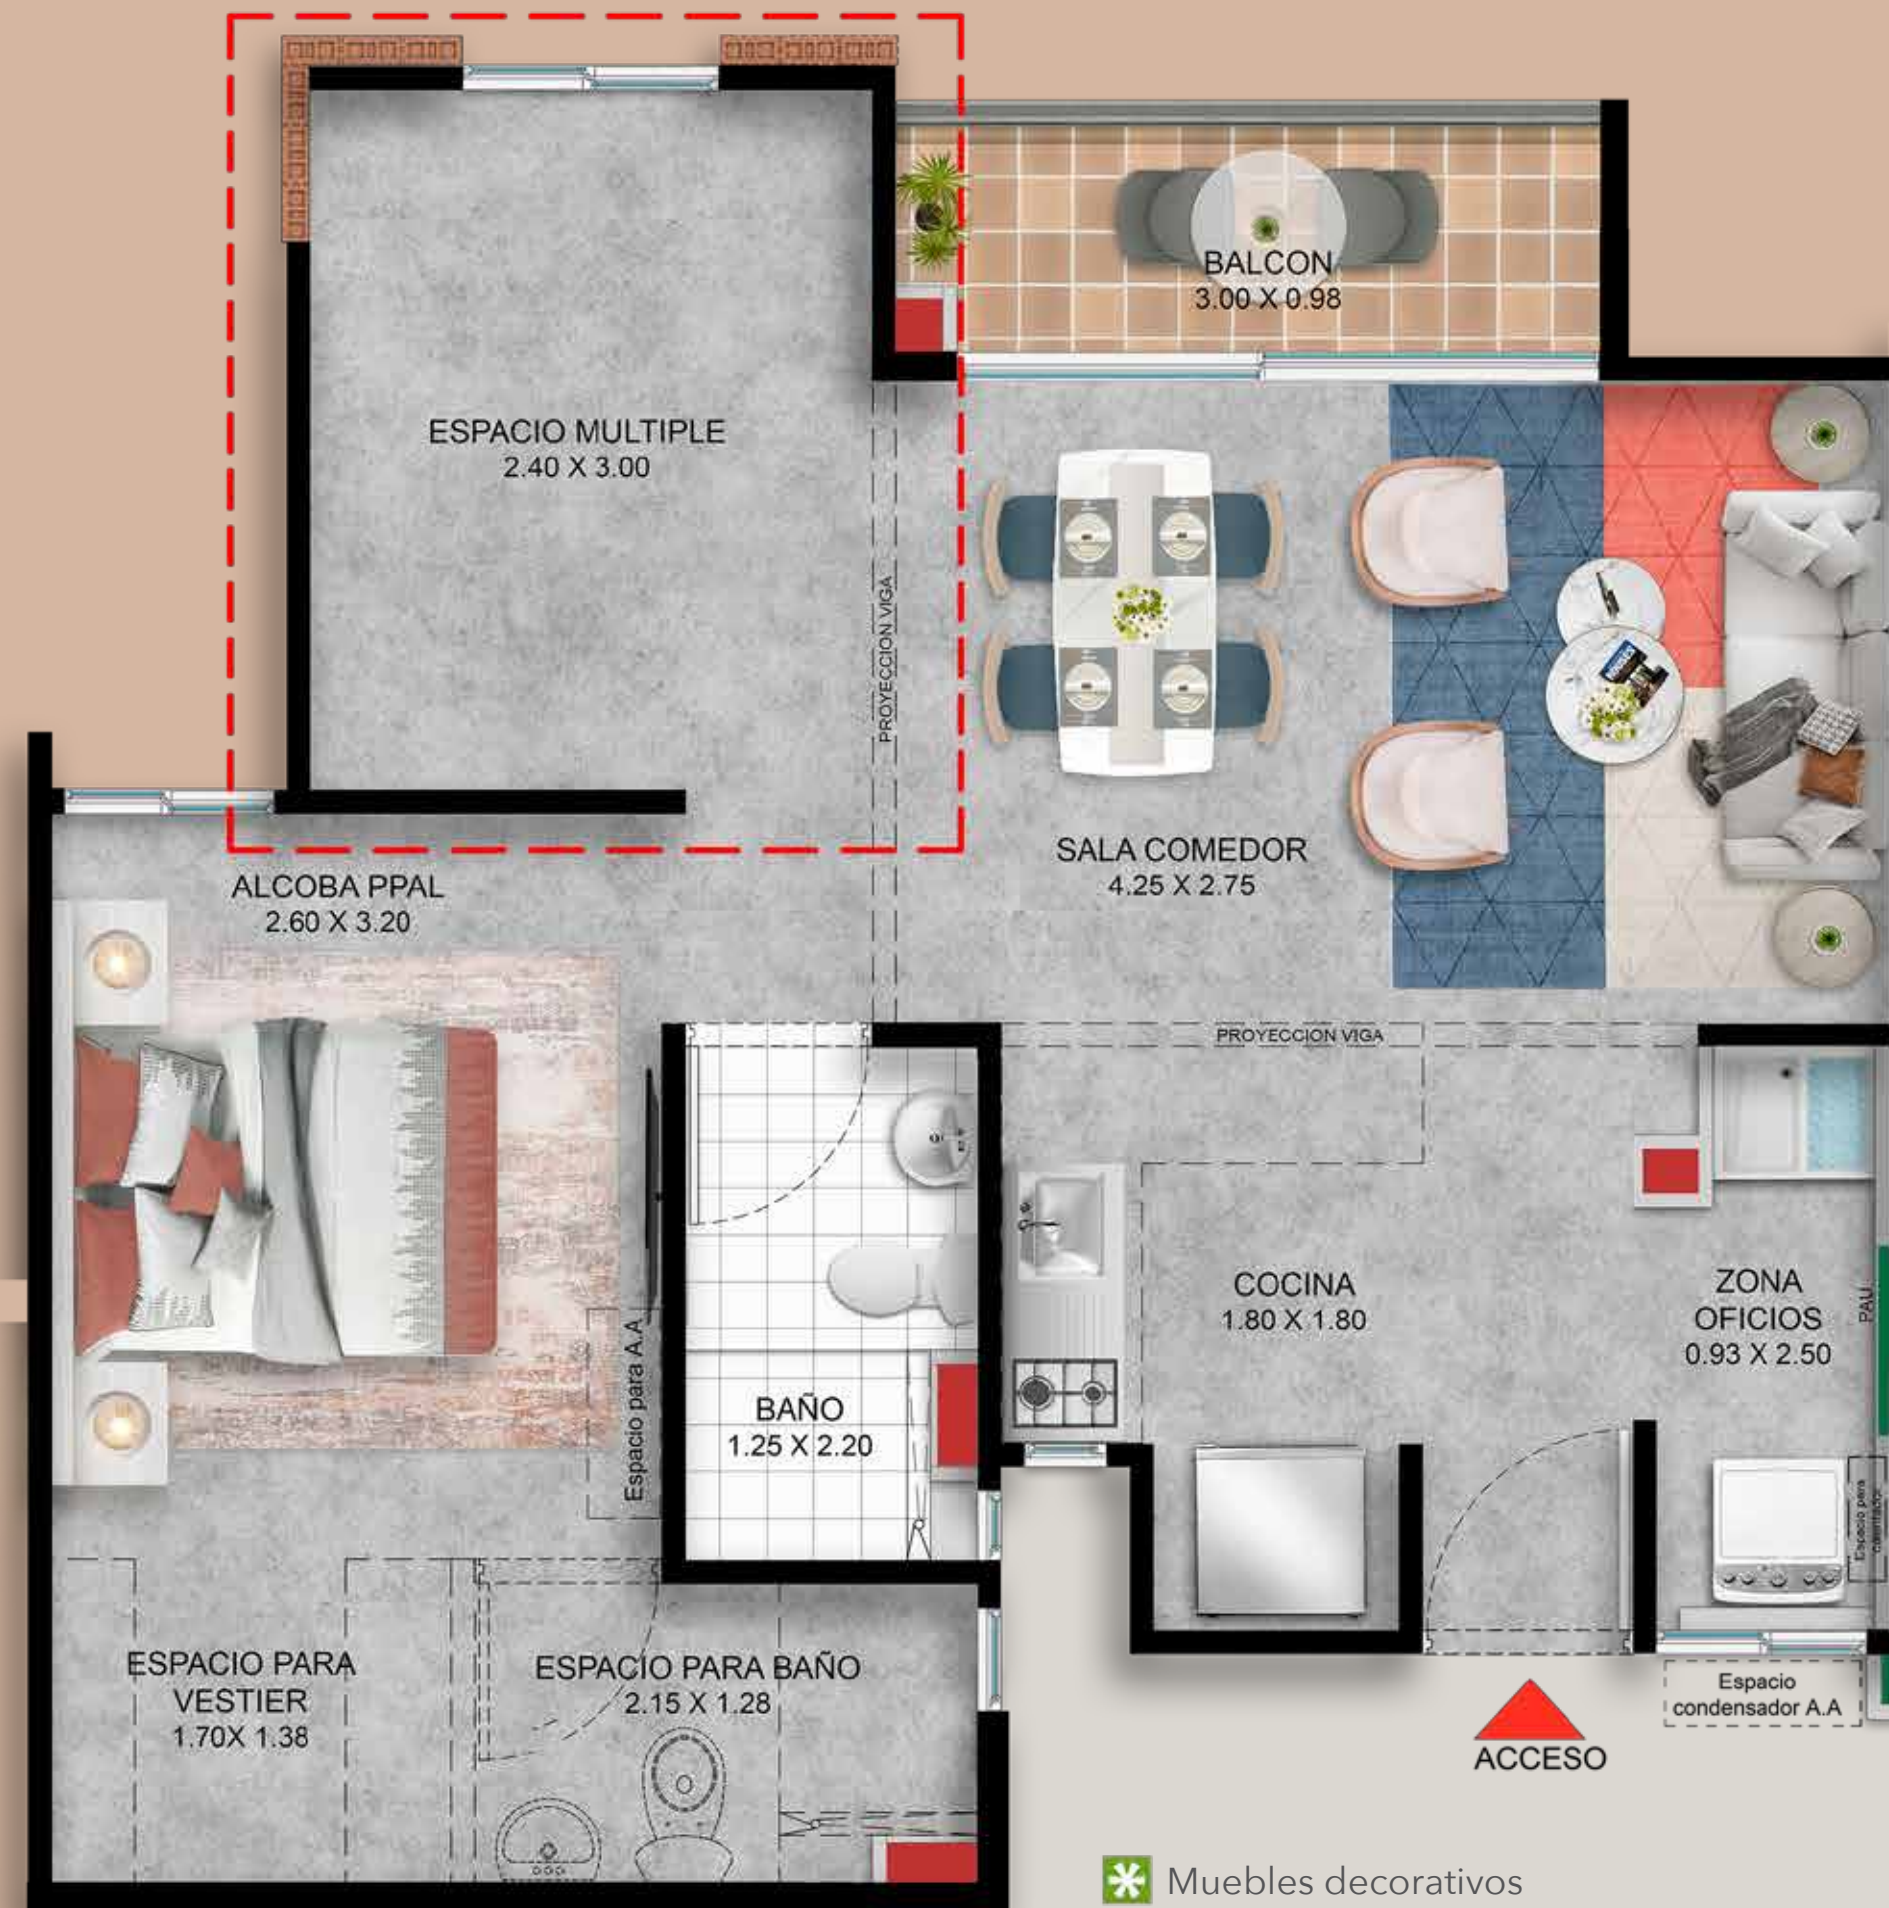 BALCON
3.00 X 0.98
ESPACIO MULTIPLE
2.40 X 3.00
PROYECCION VIGA
SALA COMEDOR
4.25 X 2.75
ALCOBA PPAL
2.60 X 3.20
PROYECCION VIGA
COCINA
1.80 X 1.80
ZONA
OFICIOS
0.93 X 2.50
PAU
Espacio para A.A
BAÑO
1.25 X 2.20
Espacio para
ESPACIO PARA
VESTIER
1.70X 1.38
ESPACIO PARA BAÑO
2.15 X 1.28
Espacio
condensador A.A
ACCESO
Muebles decorativos